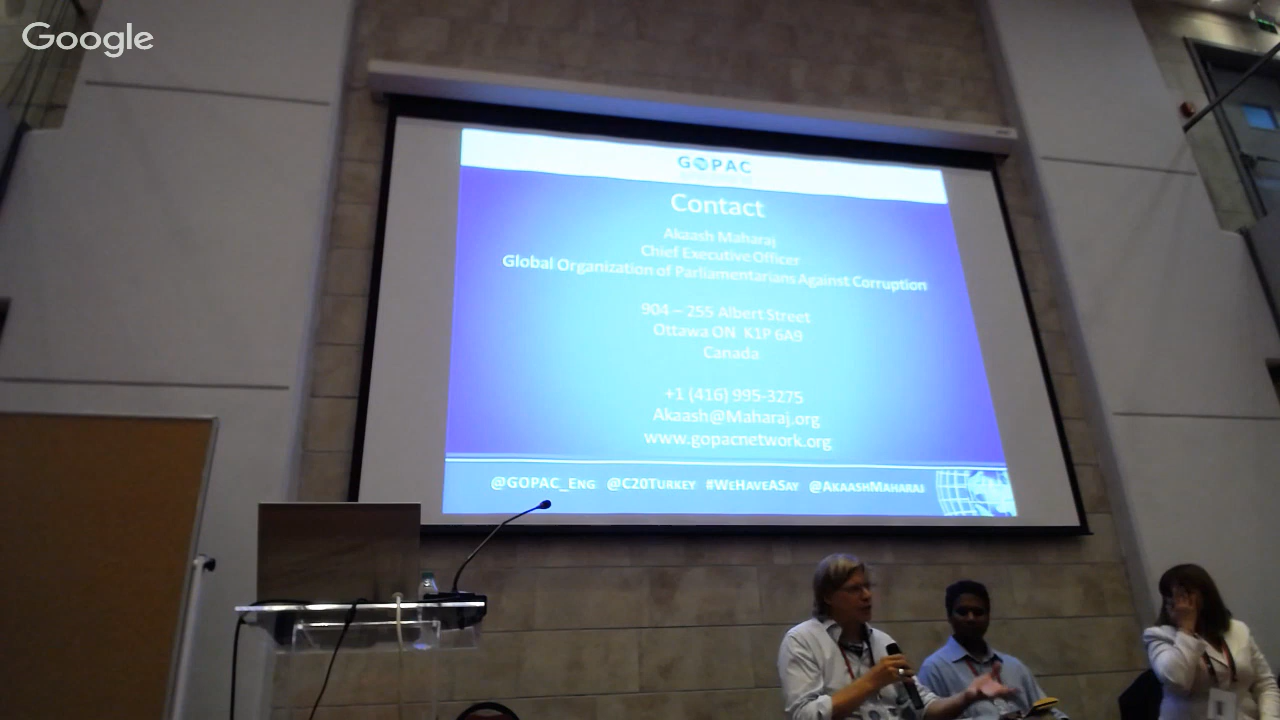 Google
GOPAC
Contact
Akaash Maharaj
Chief Executive Officer
Global Organization of Parliamentarians Against Corruption
904 – 255 Albert Street
Ottawa ON K1P 6A9
Canada
+1 (416) 995-3275
Akaash@Maharaj.org
www.gopacnetwork.org
@GOPAC_ENG @C20TURKEY #WEHAVEASAY @AKAASHMAHARAJ